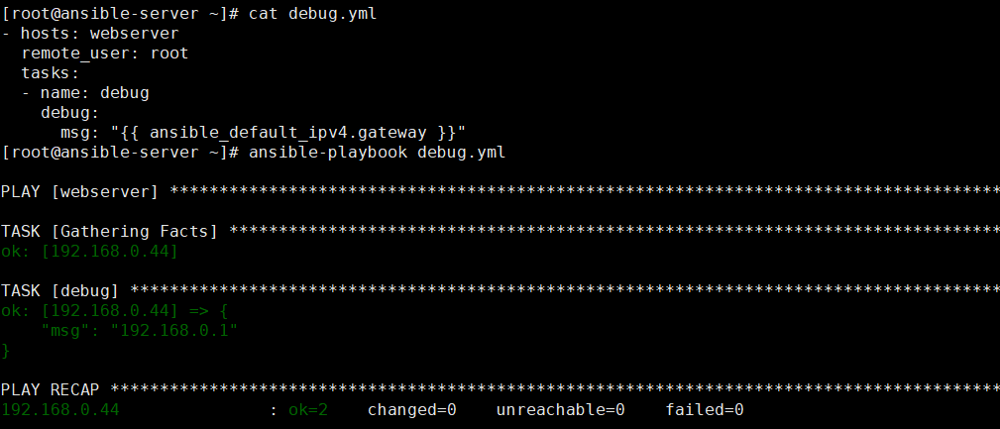 [root@ansible-server ~]# cat debug.yml
- hosts: webserver
  remote_user: root
  tasks:
  - name: debug
    debug:
      msg: "{{ ansible_default_ipv4.gateway }}"
[root@ansible-server ~]# ansible-playbook debug.yml
PLAY [webserver] ************************************************************************************
TASK [Gathering Facts] ******************************************************************************
ok: [192.168.0.44]
TASK [debug] ****************************************************************************************
ok: [192.168.0.44] => {
    "msg": "192.168.0.1"
}
PLAY RECAP ******************************************************************************************
192.168.0.44               : ok=2    changed=0    unreachable=0    failed=0